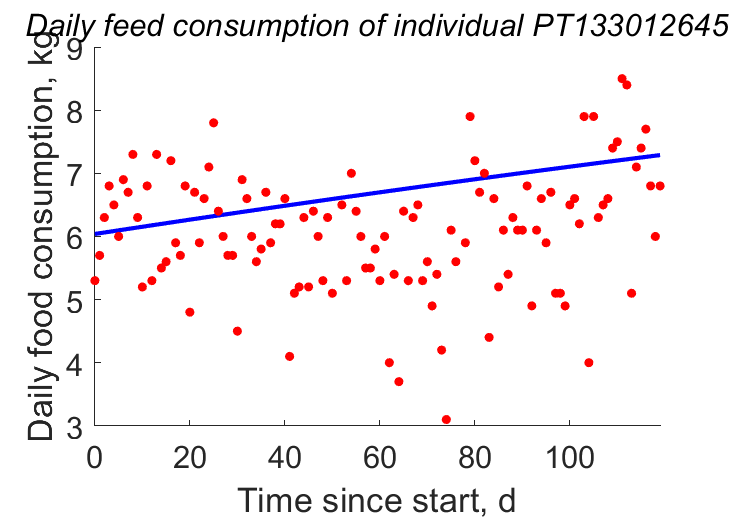 Daily feed consumption of individual PT133012645
Daily food consumption, kg
9
8
7
6
5
4
3
0 20 40 60 80 100
Time since start, d